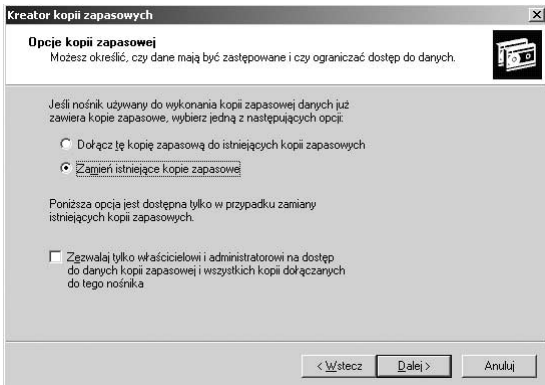 Kreator kopii zapasowych
Opcje kopii zapasowej
Możesz określić, czy dane mają być zastępowane i czy ograniczać dostęp do danych.
Jeśli nośnik używany do wykonania kopii zapasowej danych już
zawiera kopie zapasowe, wybierz jedną z następujących opcji:
Dołącz tę kopię zapasową do istniejących kopii zapasowych
Zamień istniejące kopie zapasowe
Poniższa opcja jest dostępna tylko w przypadku zamiany
istniejących kopii zapasowych.
Zezwalaj tylko właścicielowi i administratorowi na dostęp
do danych kopii zapasowej i wszystkich kopii dołączanych
do tego nośnika
< Wstecz Dalej > Anuluj